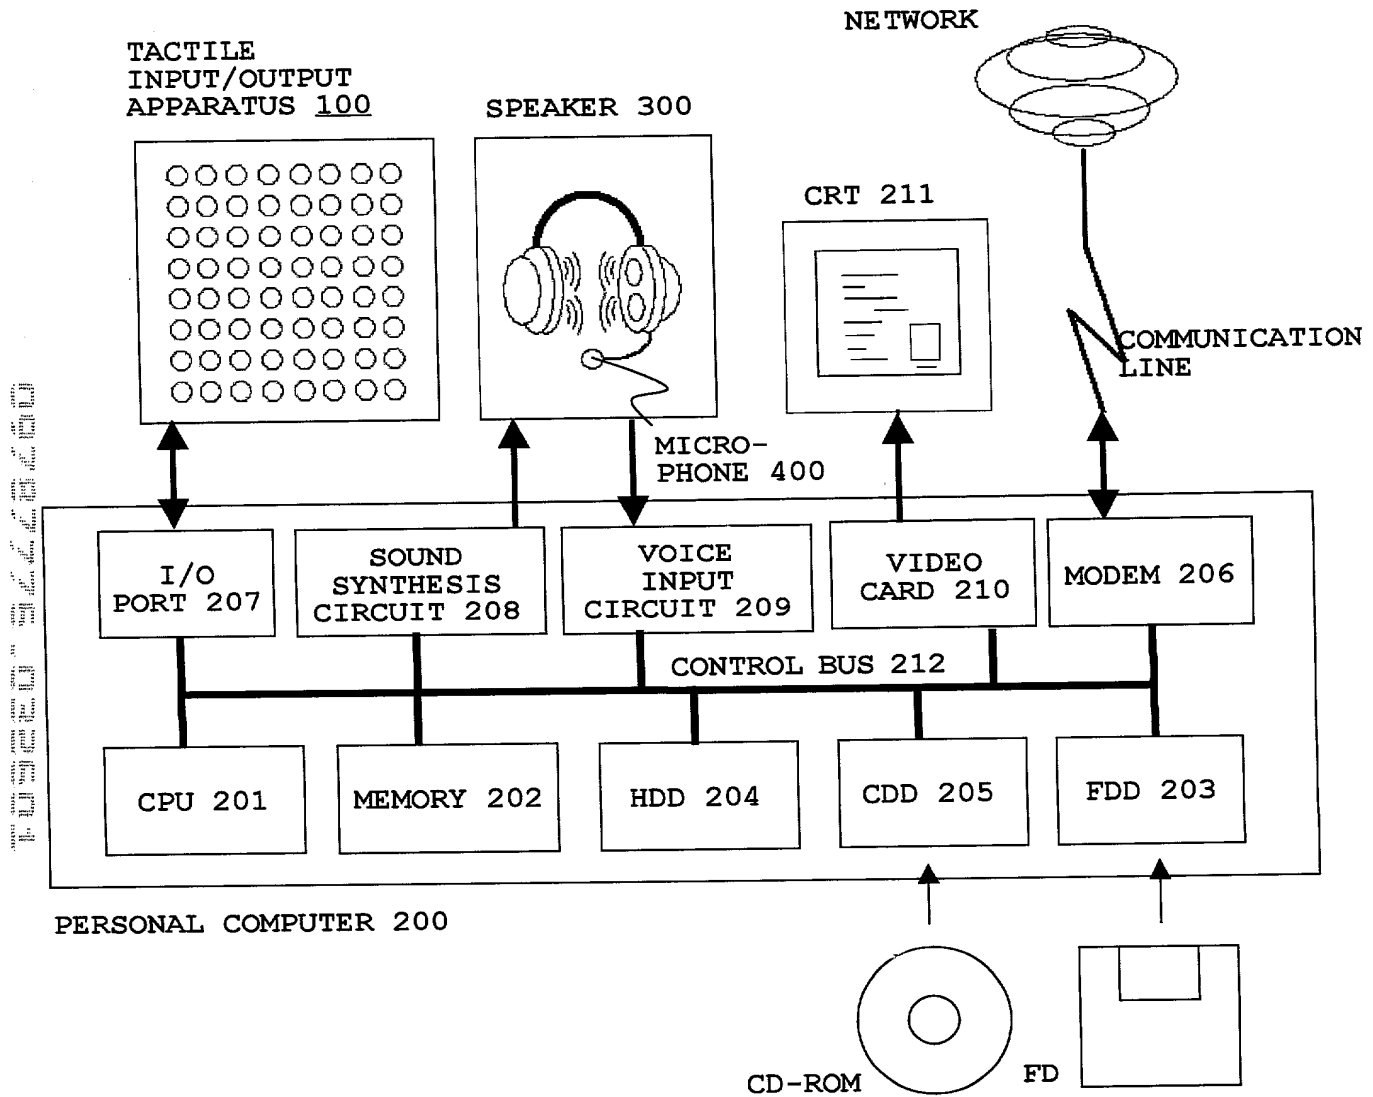 NETWORK
TACTILE
INPUT/OUTPUT
APPARATUS 100
SPEAKER 300
CRT 211
COMMUNICATION
LINE
MICRO-
PHONE 400
I/O
PORT 207
SOUND
SYNTHESIS
CIRCUIT 208
VOICE
INPUT
CIRCUIT 209
VIDEO
CARD 210
MODEM 206
CONTROL BUS 212
CPU 201
MEMORY 202
HDD 204
CDD 205
FDD 203
PERSONAL COMPUTER 200
CD-ROM
FD